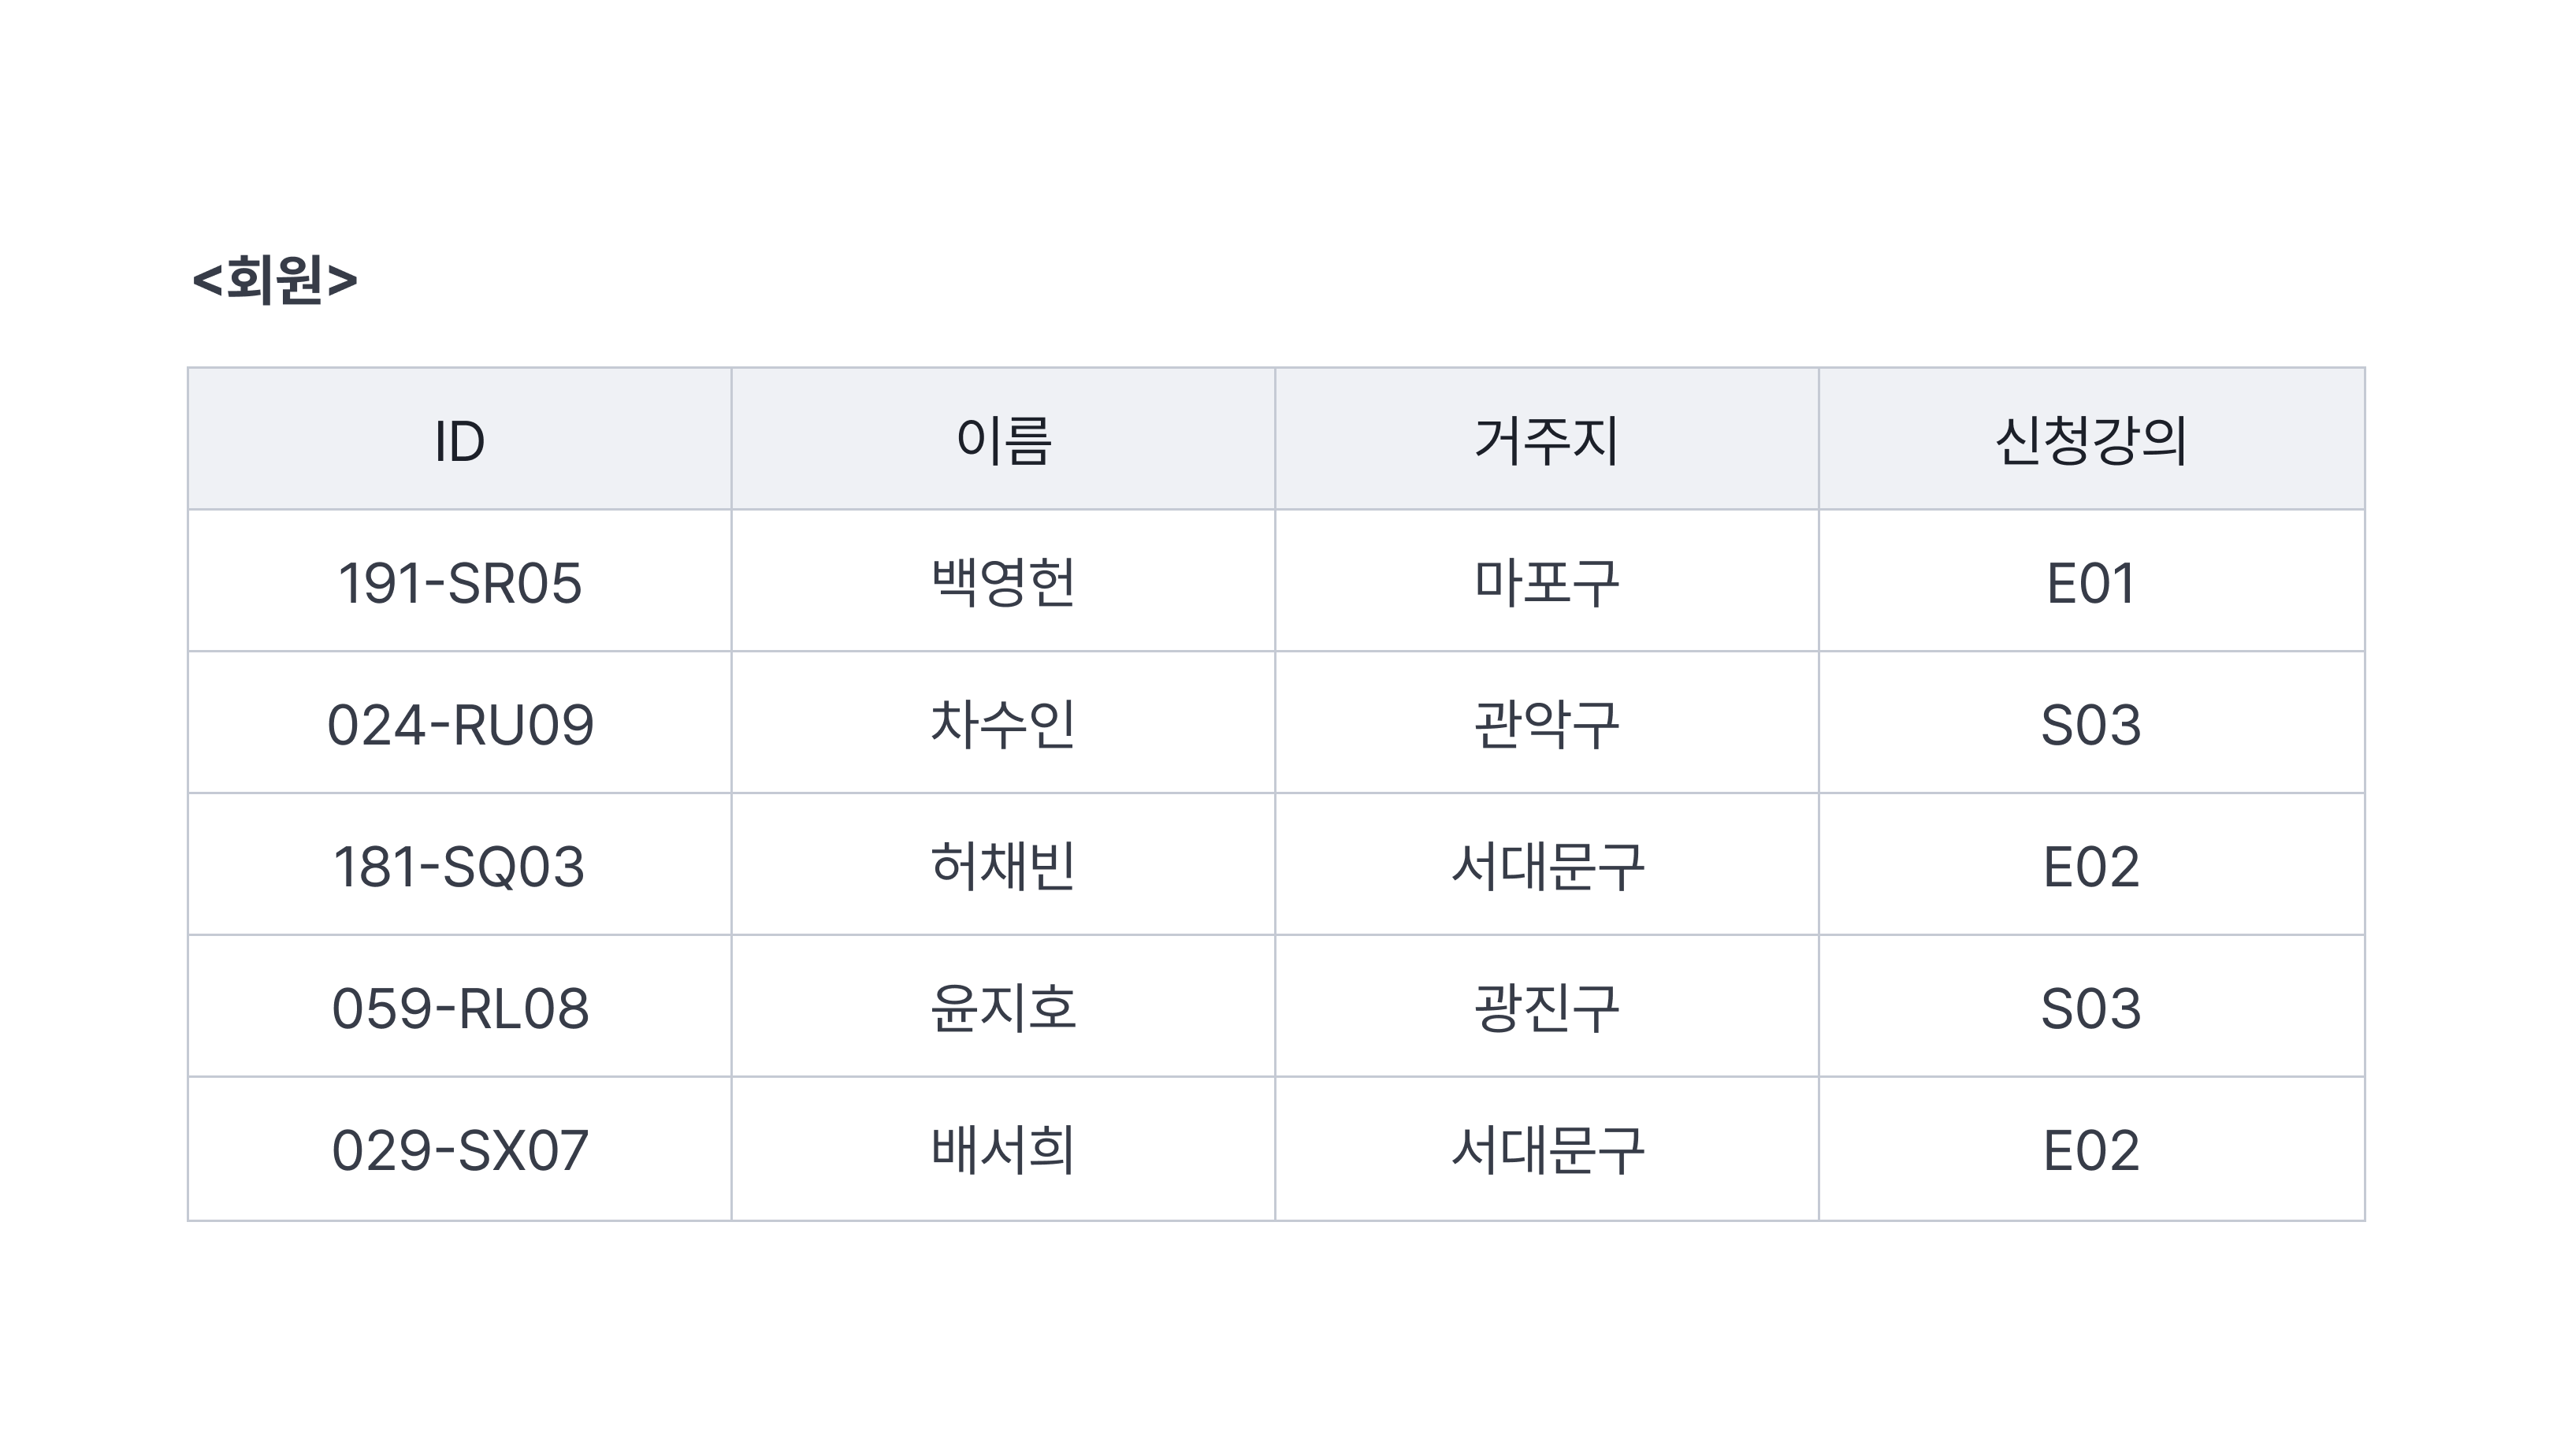 <회원>
ID 이름 거주지 신청강의
191-SR05 백영헌 마포구 E01
024-RU09 차수인 관악구 S03
181-SQ03 허채빈 서대문구 E02
059-RL08 윤지호 광진구 S03
029-SX07 배서희 서대문구 E02